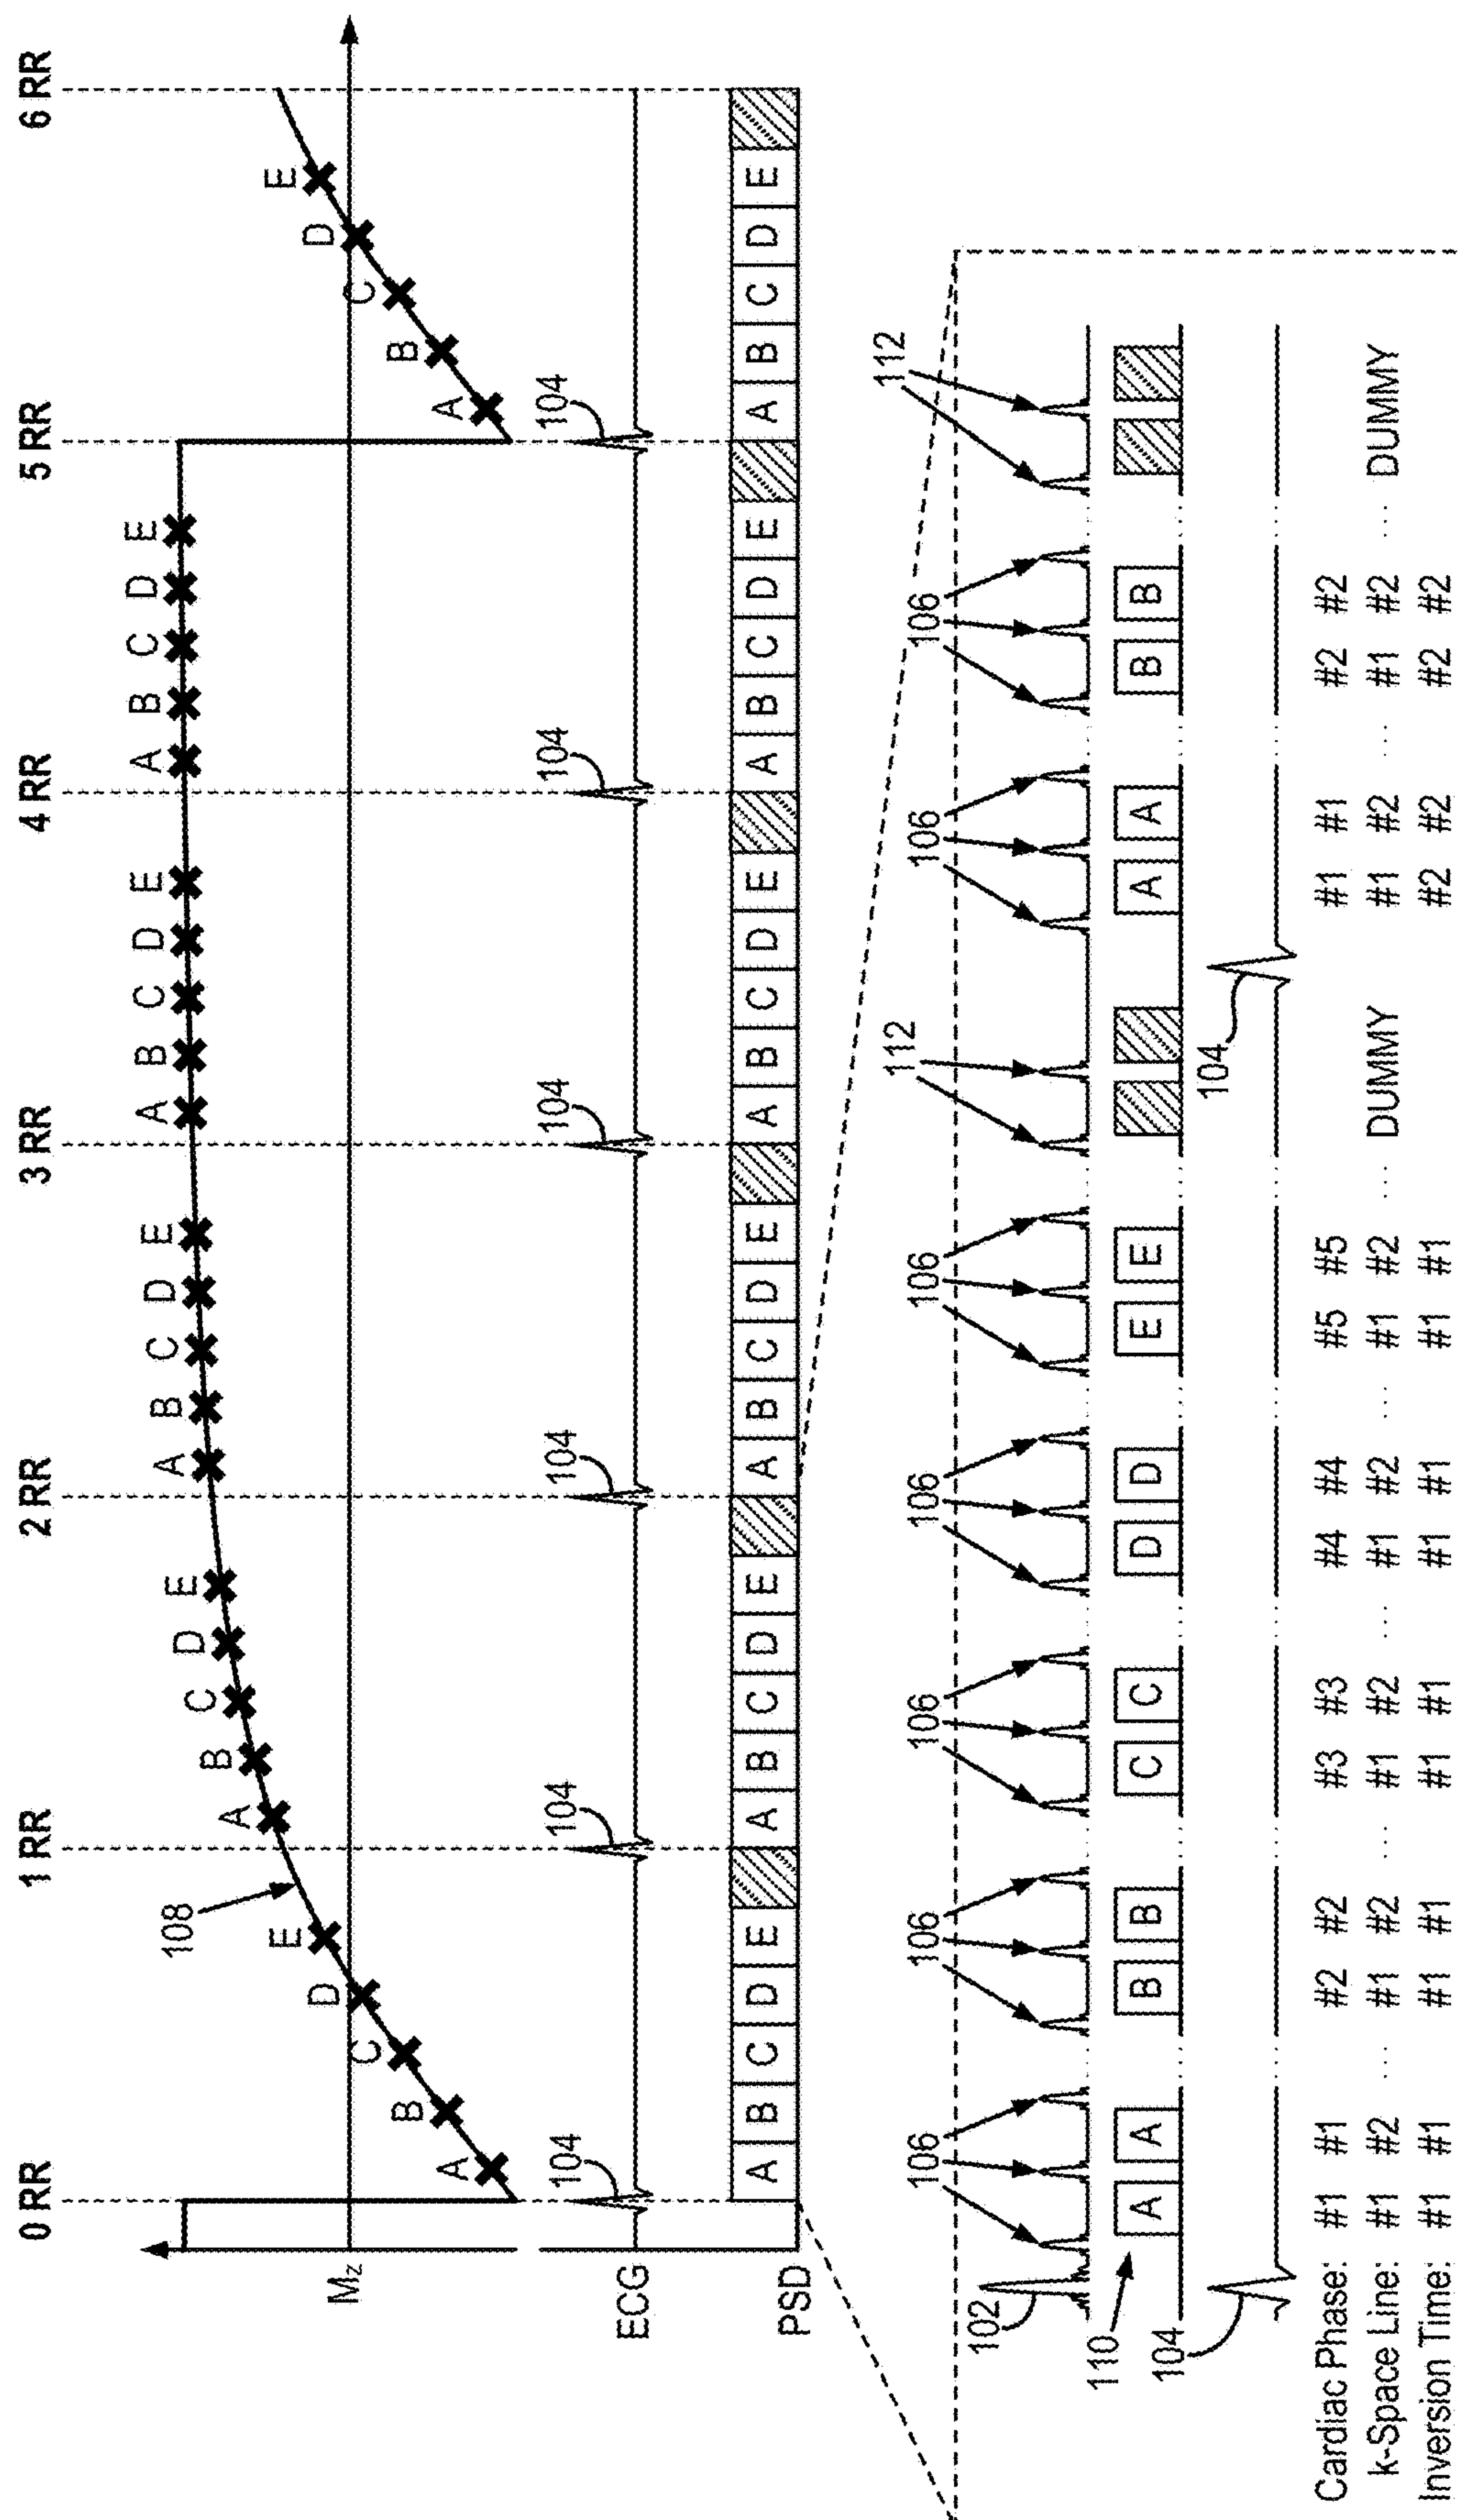 0 RR 1 RR 2 RR 3 RR 4 RR 5 RR 6 RR
A B C D E A B C D E A B C D E A B C D E A B C D E A B C D E
108
Mz
104 104 104 104 104 104
ECG
A B C D E A B C D E A B C D E A B C D E A B C D E A B C D E
PSD
102 106 106 106 106 106 112 106 106 112
110 A A B B C C D D E E A A B B
104 104
Cardiac Phase: #1 #1 #2 #2 #3 #3 #4 #4 #5 #5 #1 #1 #2 #2
k-Space Line: #1 #2 ... #1 #2 ... #1 #2 ... #1 #2 ... #1 #2 ... DUMMY #1 #2 ... #1 #2 ... DUMMY
Inversion Time: #1 #1 #1 #1 #1 #1 #1 #1 #1 #1 #2 #2 #2 #2